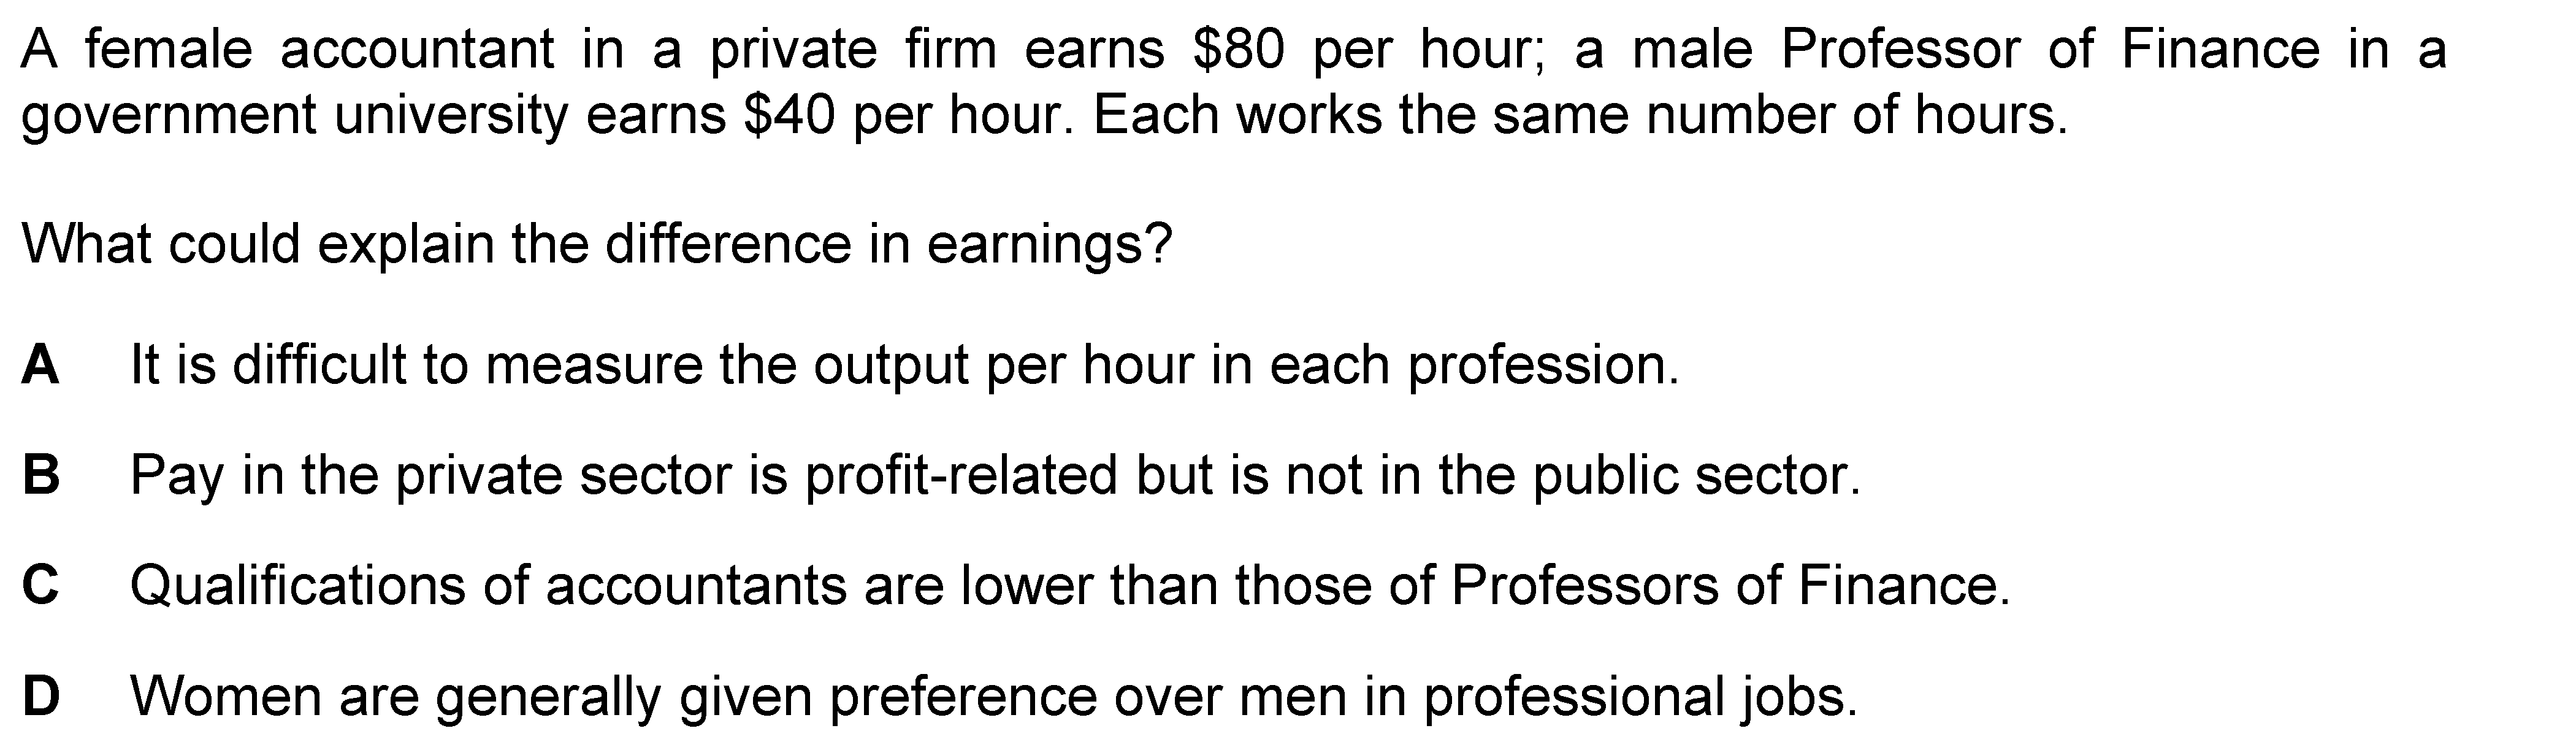 A female accountant in a private firm earns $80 per hour; a male Professor of Finance in a
government university earns $40 per hour. Each works the same number of hours.
What could explain the difference in earnings?
A It is difficult to measure the output per hour in each profession.
B Pay in the private sector is profit-related but is not in the public sector.
C Qualifications of accountants are lower than those of Professors of Finance.
D Women are generally given preference over men in professional jobs.